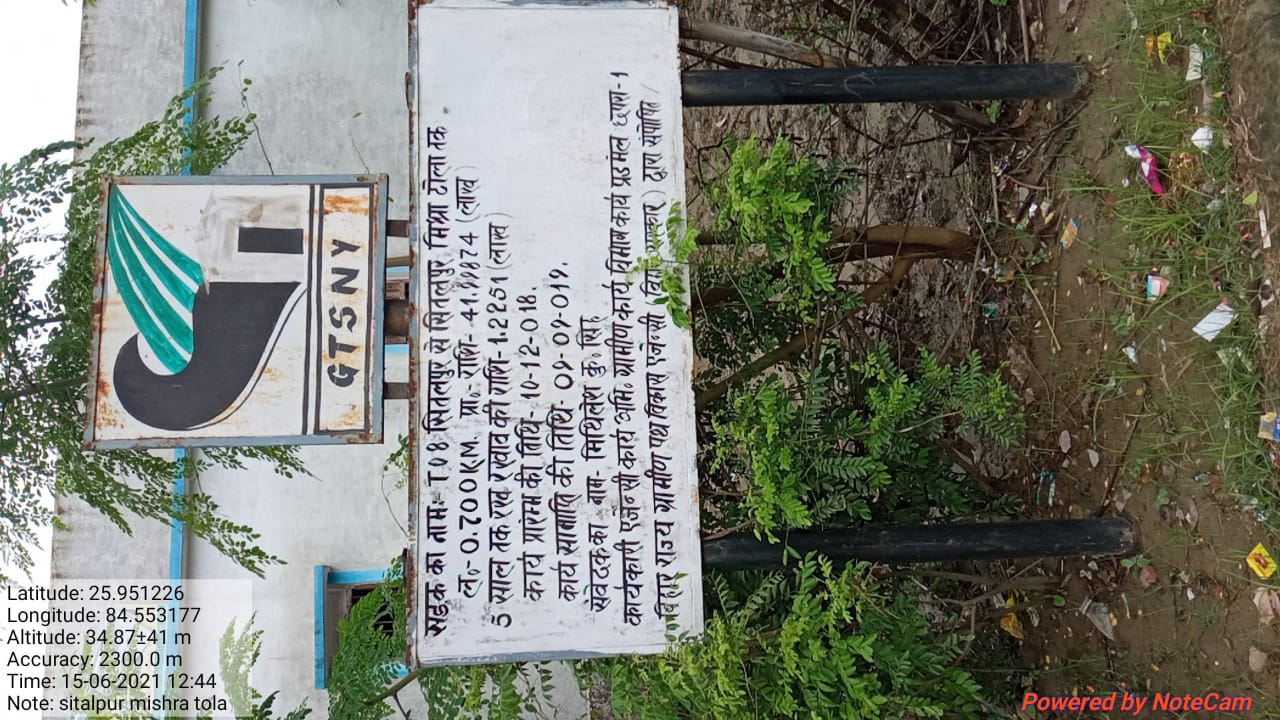 GTSNY
सड़क का नाम:- T08 सितलपुर से सितलपुर मिश्रा टोला तक
ल०- 0.700KM. प्रा०- राशि- 41.9874 (लाख)
5 साल तक रख रखाव की राशि- 1.2251 (लाख)
कार्य प्रारम्भ की तिथि- 10-12-018.
कार्य समाप्ति की तिथि- 09-09-019.
संवेदक का नाम- मिथिलेश कु० सिंह
कार्यकारी एजेन्सी कार्य अभि० ग्रामीण कार्य विभाग कार्य प्रमंडल छपरा-1
बिहार राज्य ग्रामीण पथ विकास एजेन्सी द्वारा संपोषित
Latitude: 25.951226
Longitude: 84.553177
Altitude: 34.87±41 m
Accuracy: 2300.0 m
Time: 15-06-2021 12:44
Note: sitalpur mishra tola
Powered by NoteCam